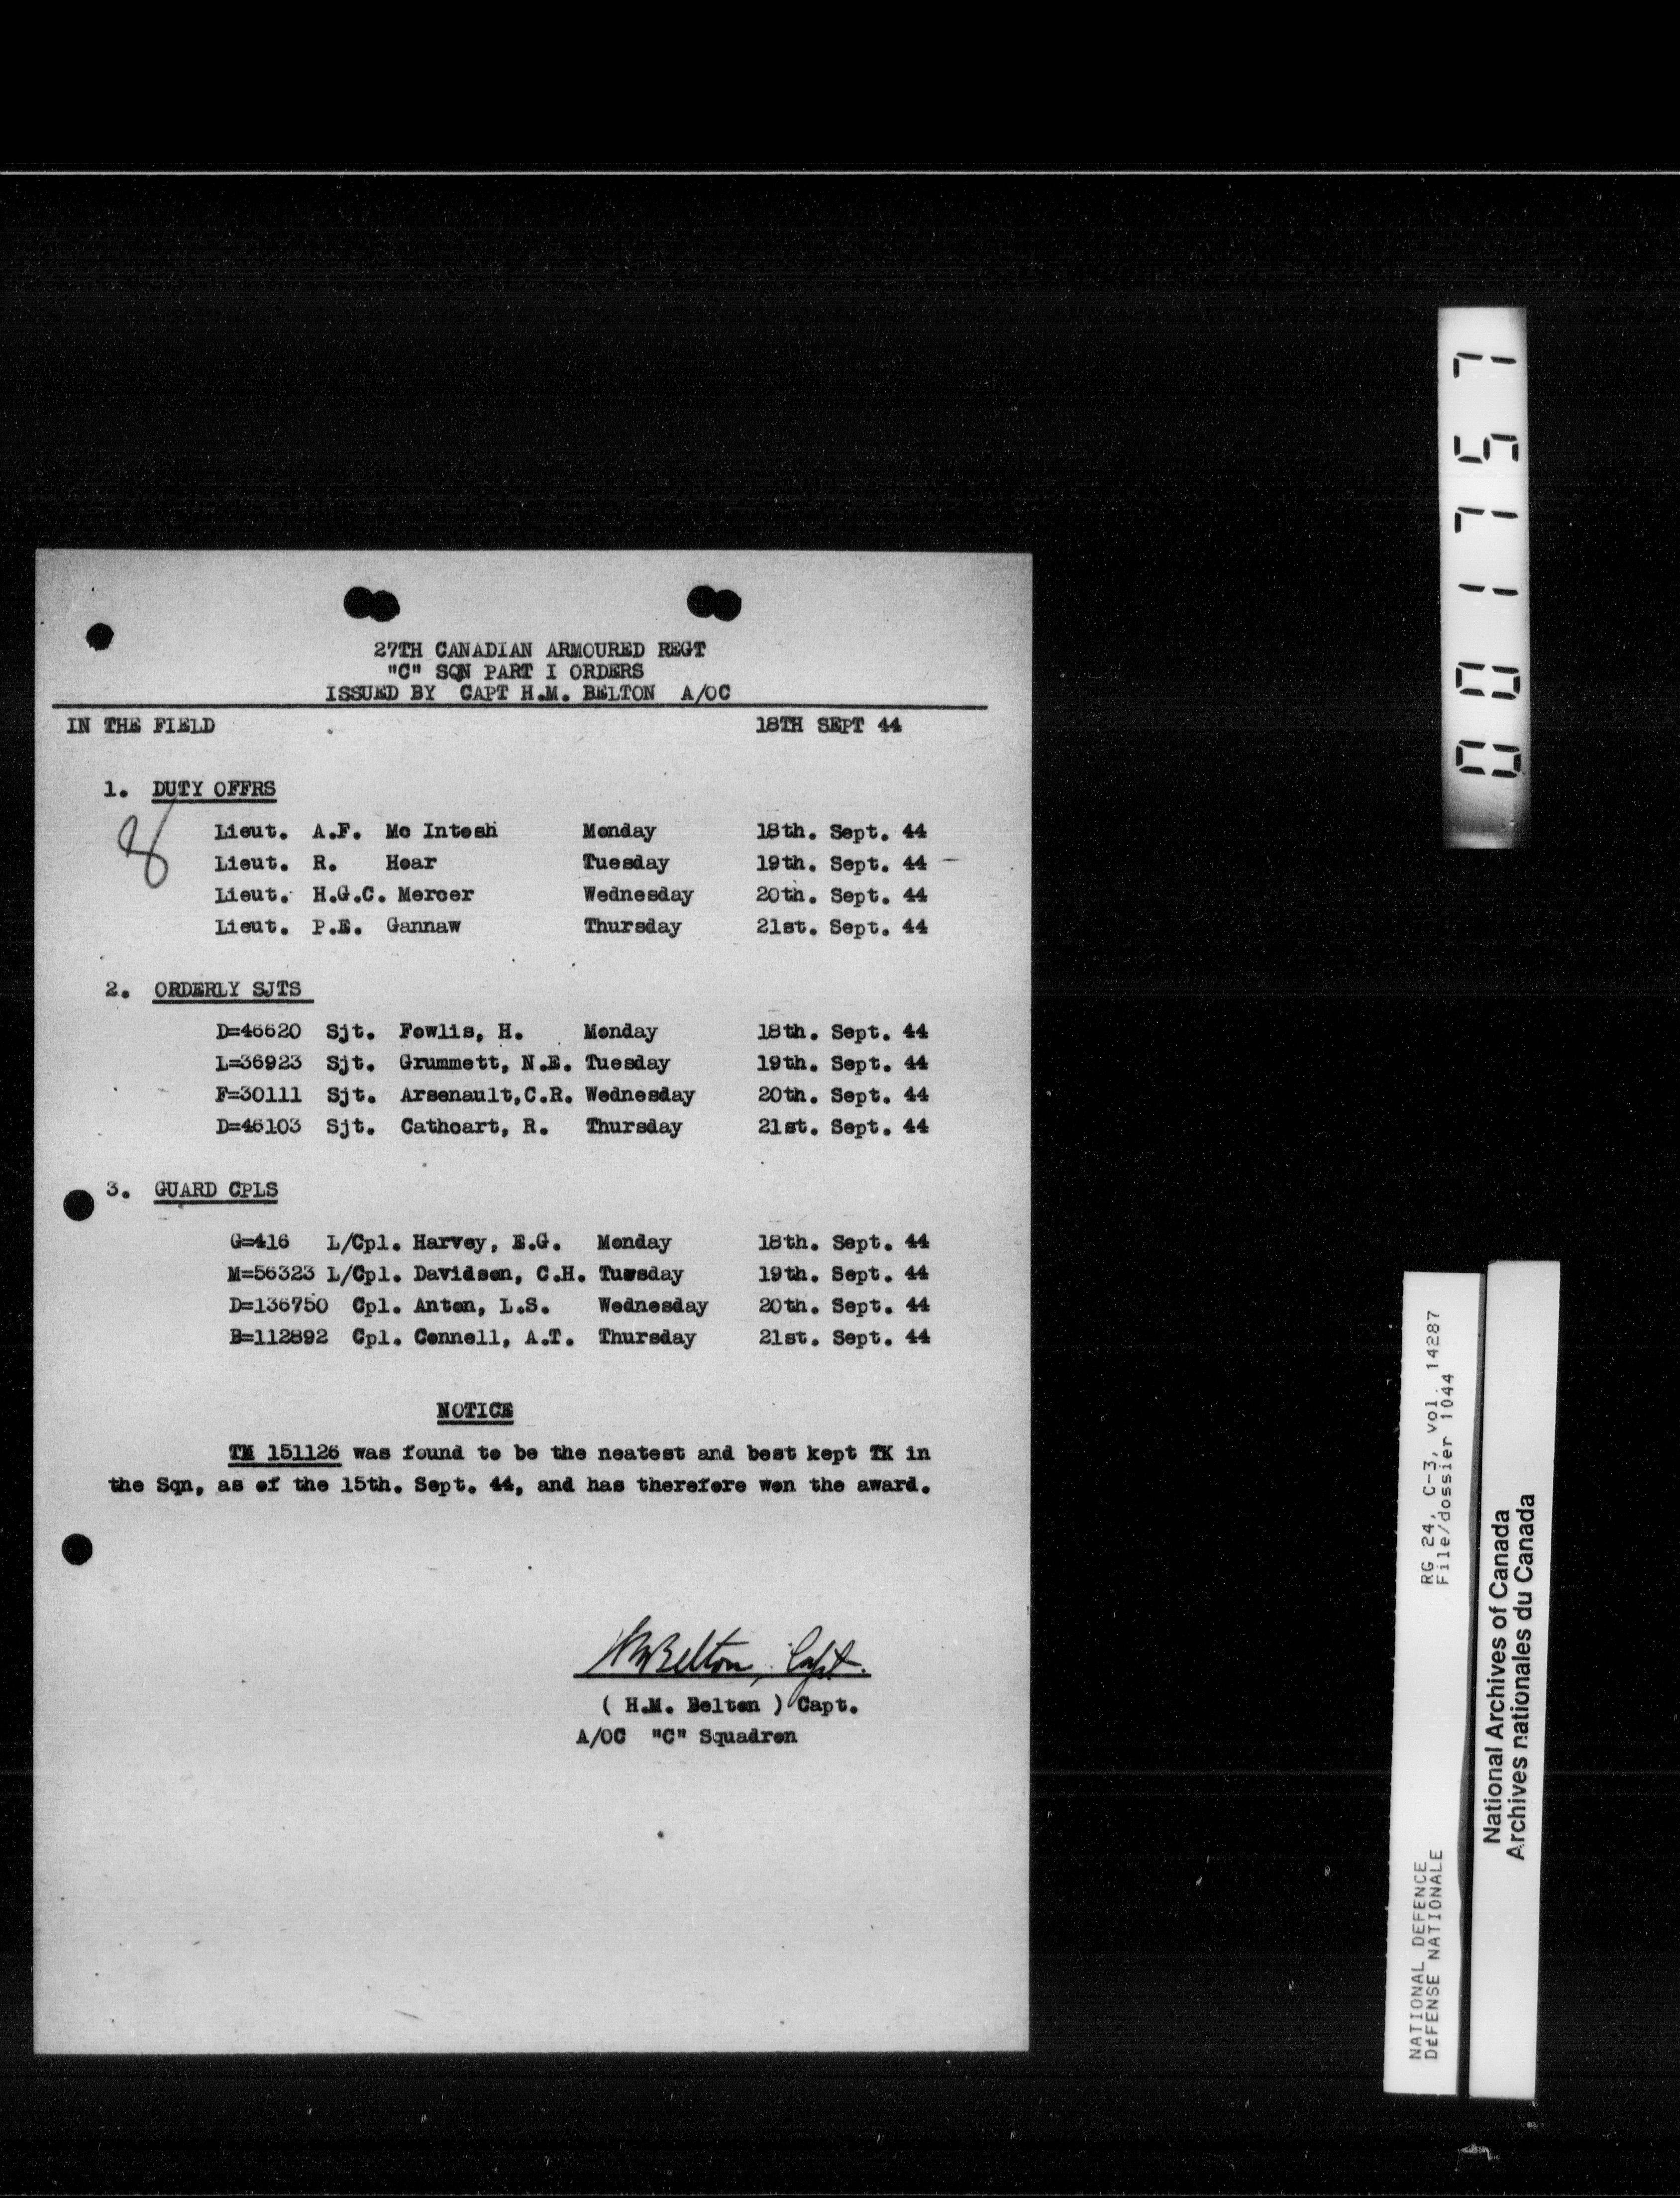 27TH CANADIAN ARMOURED REGT
"C" SQN PART I ORDERS
ISSUED BY CAPT H.M. BELTON A/OC
IN THE FIELD 18TH SEPT 44
1. DUTY OFFRS
8
Lieut. A.F. Mc Intosh Monday 18th. Sept. 44
Lieut. R. Hoar Tuesday 19th. Sept. 44 -
Lieut. H.G.C. Mercer Wednesday 20th. Sept. 44
Lieut. P.E. Gannaw Thursday 21st. Sept. 44
2. ORDERLY SJTS
D=46620 Sjt. Fowlis, H. Monday 18th. Sept. 44
L=36923 Sjt. Grummett, N.E. Tuesday 19th. Sept. 44
F=30111 Sjt. Arsenault,C.R. Wednesday 20th. Sept. 44
D=46103 Sjt. Cathcart, R. Thursday 21st. Sept. 44
3. GUARD CPLS
G=416 L/Cpl. Harvey, E.G. Monday 18th. Sept. 44
M=56323 L/Cpl. Davidson, C.H. Tuesday 19th. Sept. 44
D=136750 Cpl. Anton, L.S. Wednesday 20th. Sept. 44
B=112892 Cpl. Connell, A.T. Thursday 21st. Sept. 44
NOTICE
TK 151126 was found to be the neatest and best kept TK in
the Sqn, as of the 15th. Sept. 44, and has therefore won the award.
HMBelton, Capt.
( H.M. Belton ) Capt.
A/OC "C" Squadron
001757
NATIONAL DEFENCE RG 24, C-3, vol. 14287
DéFENSE NATIONALE File/dossier 1044
National Archives of Canada
Archives nationales du Canada